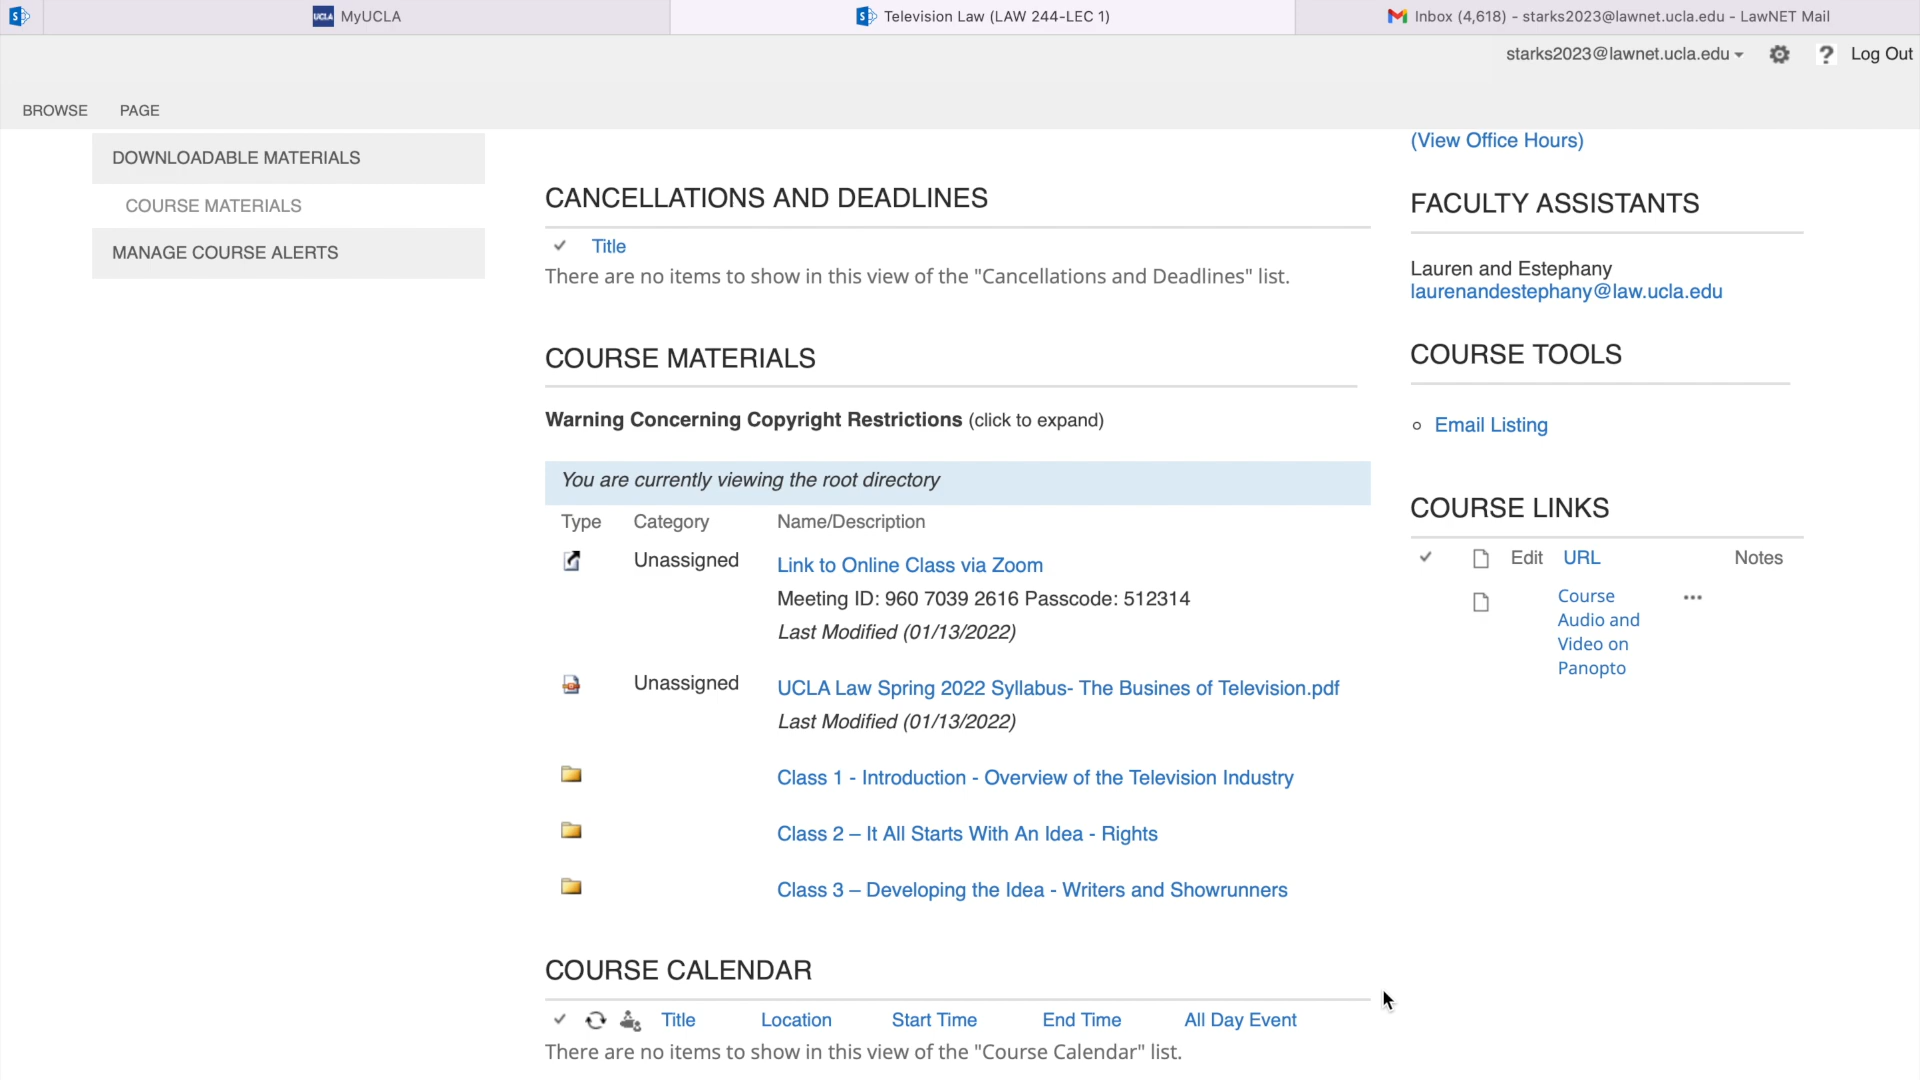 MyUCLA
Television Law (LAW 244-LEC 1)
Inbox (4,618) - starks2023@lawnet.ucla.edu - LawNET Mail
starks2023@lawnet.ucla.edu
? Log Out
BROWSE PAGE
DOWNLOADABLE MATERIALS
COURSE MATERIALS
MANAGE COURSE ALERTS
CANCELLATIONS AND DEADLINES
Title
There are no items to show in this view of the "Cancellations and Deadlines" list.
COURSE MATERIALS
Warning Concerning Copyright Restrictions (click to expand)
You are currently viewing the root directory
Type Category Name/Description
Unassigned Link to Online Class via Zoom
Meeting ID: 960 7039 2616 Passcode: 512314
Last Modified (01/13/2022)
Unassigned UCLA Law Spring 2022 Syllabus- The Busines of Television.pdf
Last Modified (01/13/2022)
Class 1 - Introduction - Overview of the Television Industry
Class 2 – It All Starts With An Idea - Rights
Class 3 – Developing the Idea - Writers and Showrunners
COURSE CALENDAR
Title Location Start Time End Time All Day Event
There are no items to show in this view of the "Course Calendar" list.
(View Office Hours)
FACULTY ASSISTANTS
Lauren and Estephany
laurenandestephany@law.ucla.edu
COURSE TOOLS
Email Listing
COURSE LINKS
Edit URL Notes
Course
Audio and
Video on
Panopto